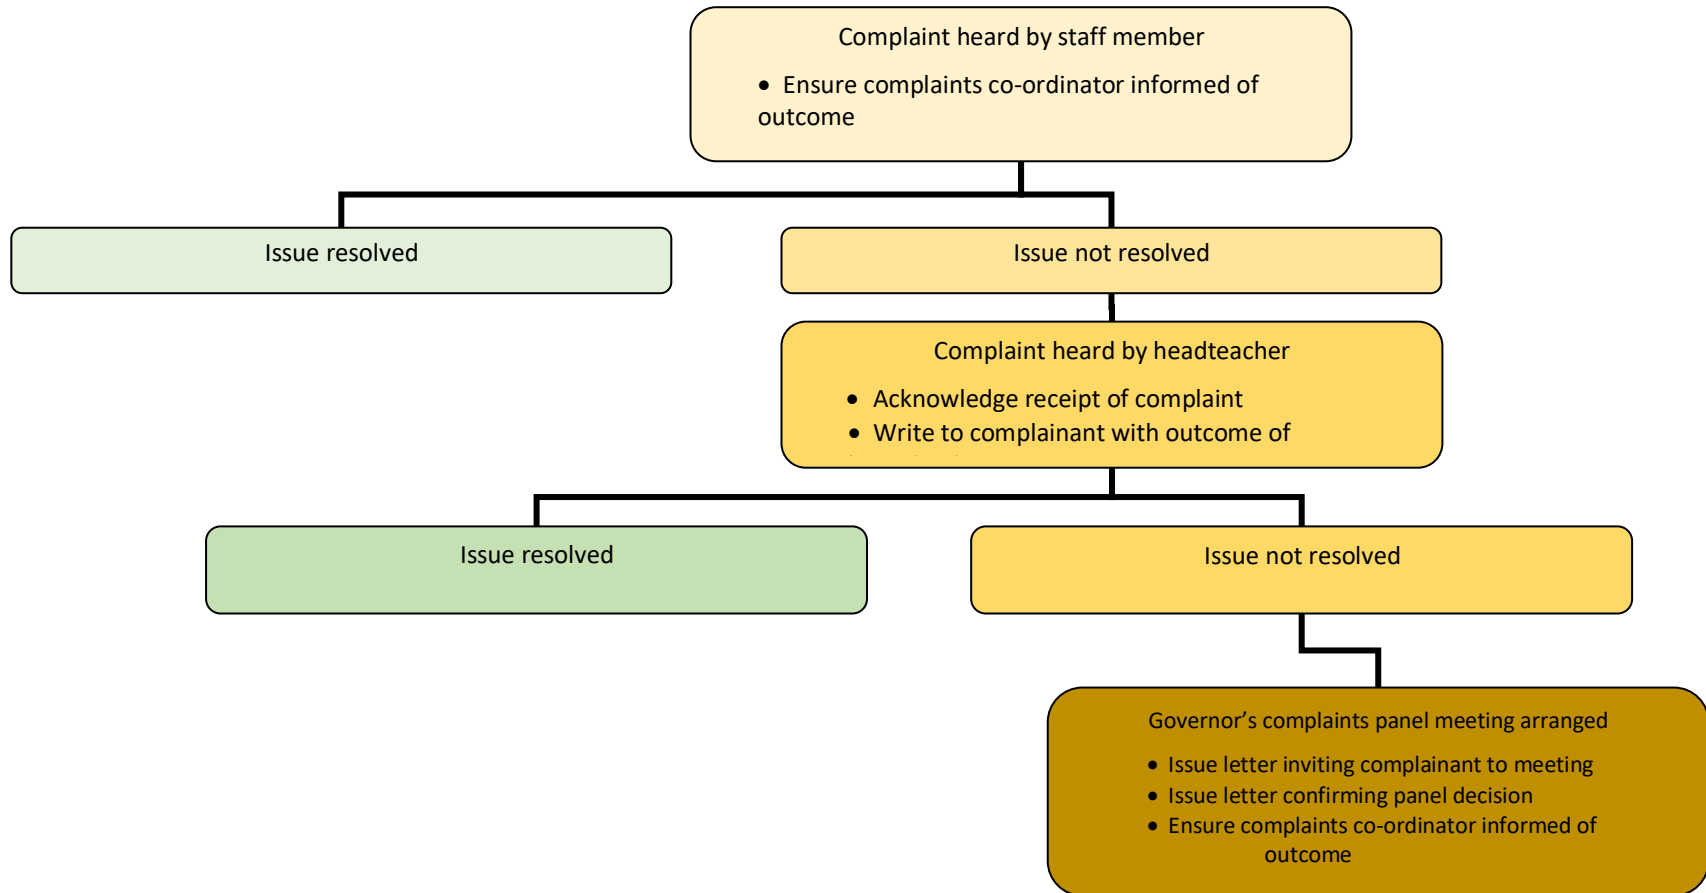 Complaint heard by staff member
• Ensure complaints co-ordinator informed of
outcome
Issue resolved
Issue not resolved
Complaint heard by headteacher
• Acknowledge receipt of complaint
• Write to complainant with outcome of
Issue resolved
Issue not resolved
Governor’s complaints panel meeting arranged
• Issue letter inviting complainant to meeting
• Issue letter confirming panel decision
• Ensure complaints co-ordinator informed of
outcome